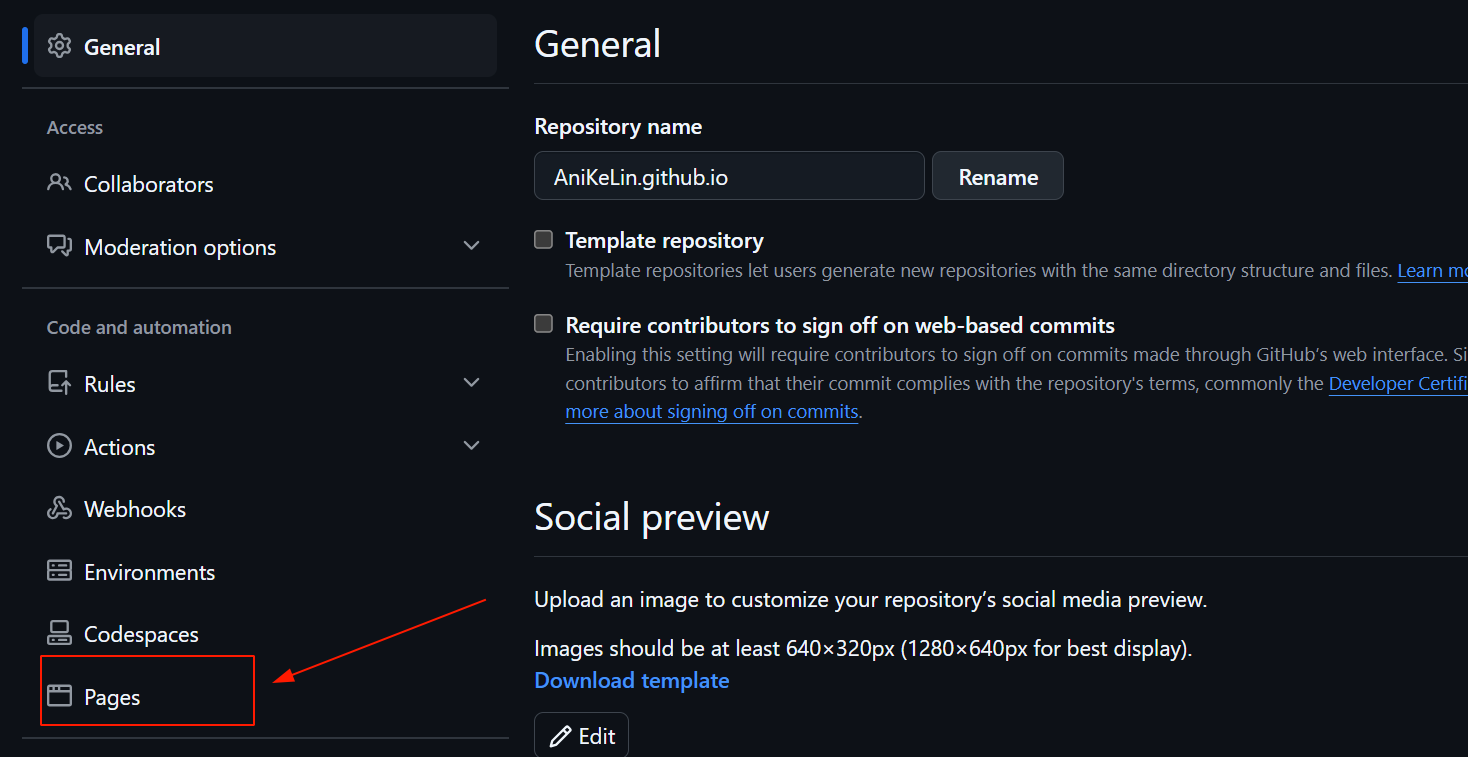 General
Access
Collaborators
Moderation options
Code and automation
Rules
Actions
Webhooks
Environments
Codespaces
Pages
General
Repository name
AniKeLin.github.io
Rename
Template repository
Template repositories let users generate new repositories with the same directory structure and files. Learn
Require contributors to sign off on web-based commits
Enabling this setting will require contributors to sign off on commits made through GitHub’s web interface.
contributors to affirm that their commit complies with the repository's terms, commonly the Developer
more about signing off on commits.
Social preview
Upload an image to customize your repository’s social media preview.
Images should be at least 640×320px (1280×640px for best display).
Download template
Edit